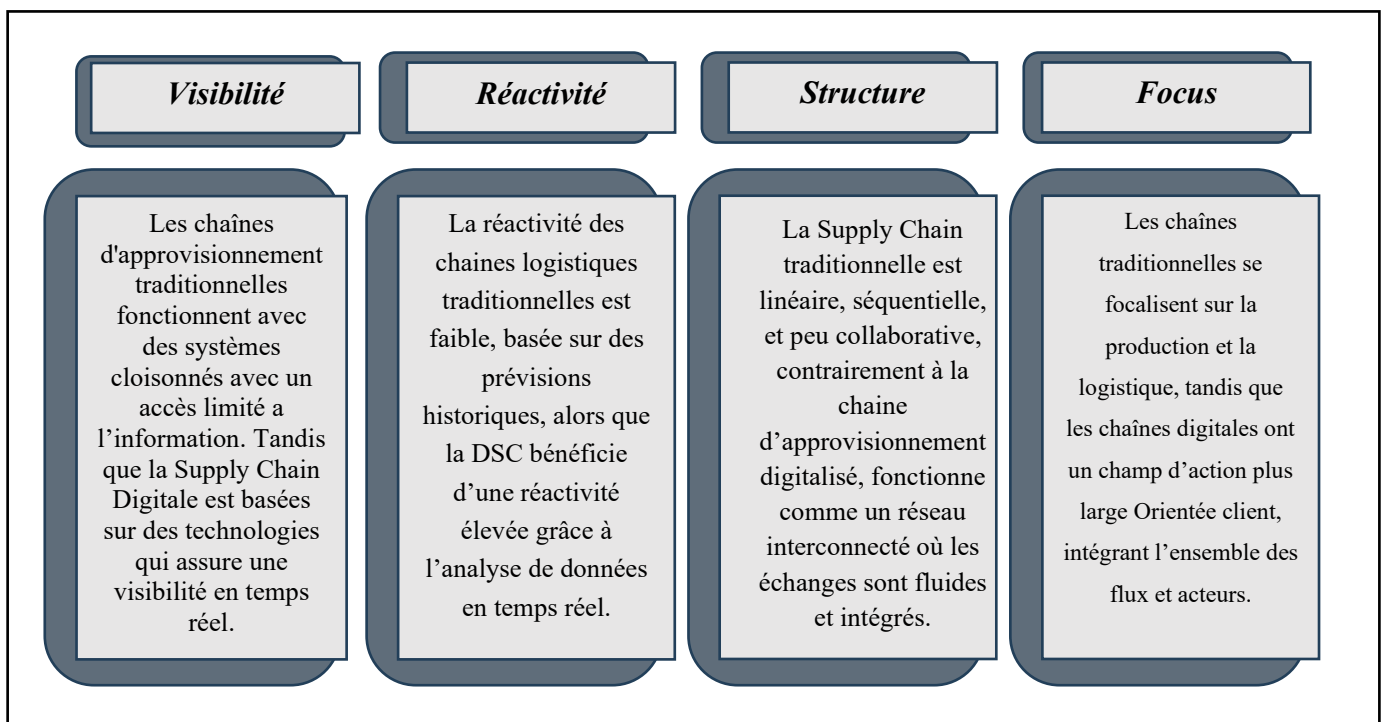 Visibilité
Les chaînes
d'approvisionnement
traditionnelles
fonctionnent avec
des systèmes
cloisonnés avec un
accès limité a
l’information. Tandis
que la Supply Chain
Digitale est basées
sur des technologies
qui assure une
visibilité en temps
réel.
Réactivité
La réactivité des
chaines logistiques
traditionnelles est
faible, basée sur des
prévisions
historiques, alors que
la DSC bénéficie
d’une réactivité
élevée grâce à
l’analyse de données
en temps réel.
Structure
La Supply Chain
traditionnelle est
linéaire, séquentielle,
et peu collaborative,
contrairement à la
chaine
d’approvisionnement
digitalisé, fonctionne
comme un réseau
interconnecté où les
échanges sont fluides
et intégrés.
Focus
Les chaînes
traditionnelles se
focalisent sur la
production et la
logistique, tandis que
les chaînes digitales ont
un champ d’action plus
large Orientée client,
intégrant l’ensemble des
flux et acteurs.